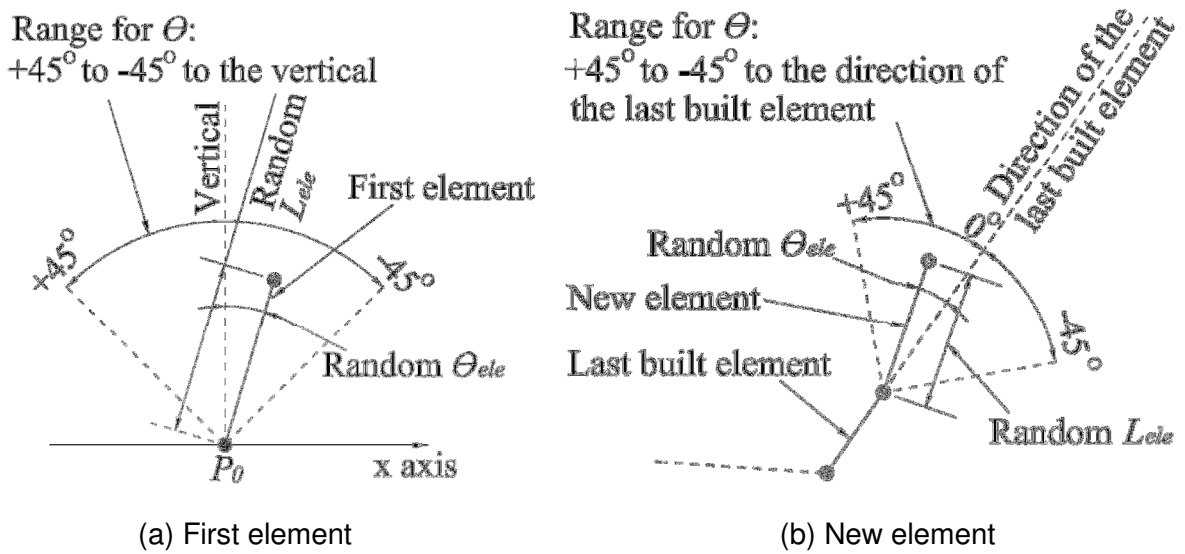 Range for Θ:
+45° to -45° to the vertical
Vertical
Random
Lele
First element
+45°
-45°
Random Θele
P0
x axis
(a) First element
Range for Θ:
+45° to -45° to the direction of
the last built element
Direction of the
last built element
0°
+45°
-45°
Random Θele
New element
Last built element
Random Lele
(b) New element